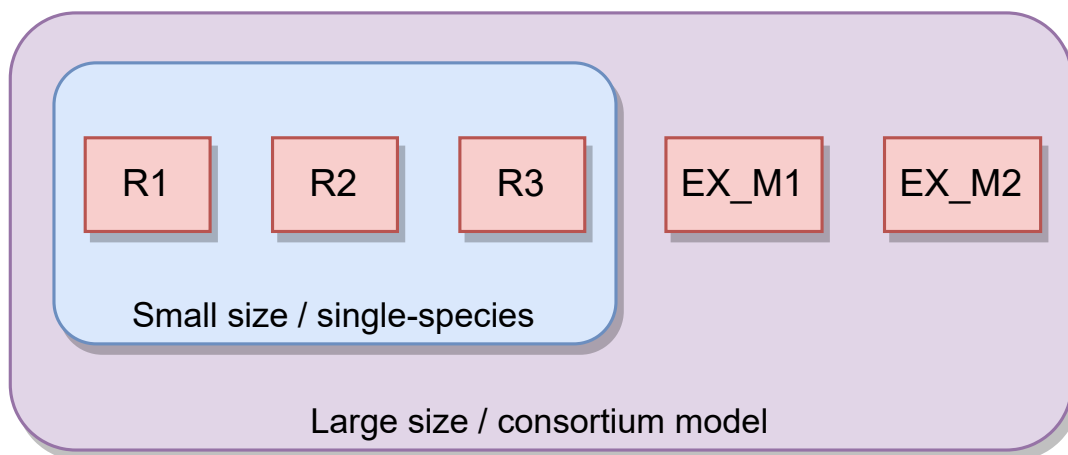 R1 R2 R3 EX_M1 EX_M2
Small size / single-species
Large size / consortium model